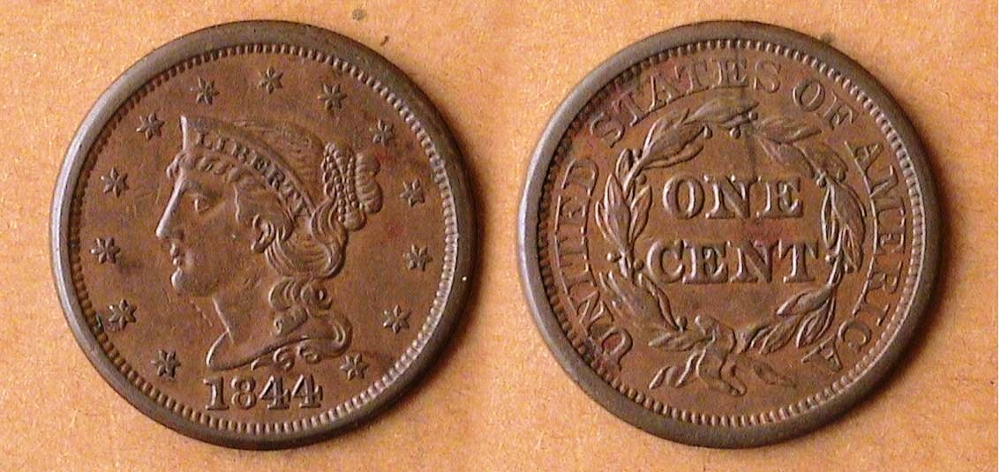 LIBERTY
1844
UNITED STATES OF AMERICA
ONE
CENT